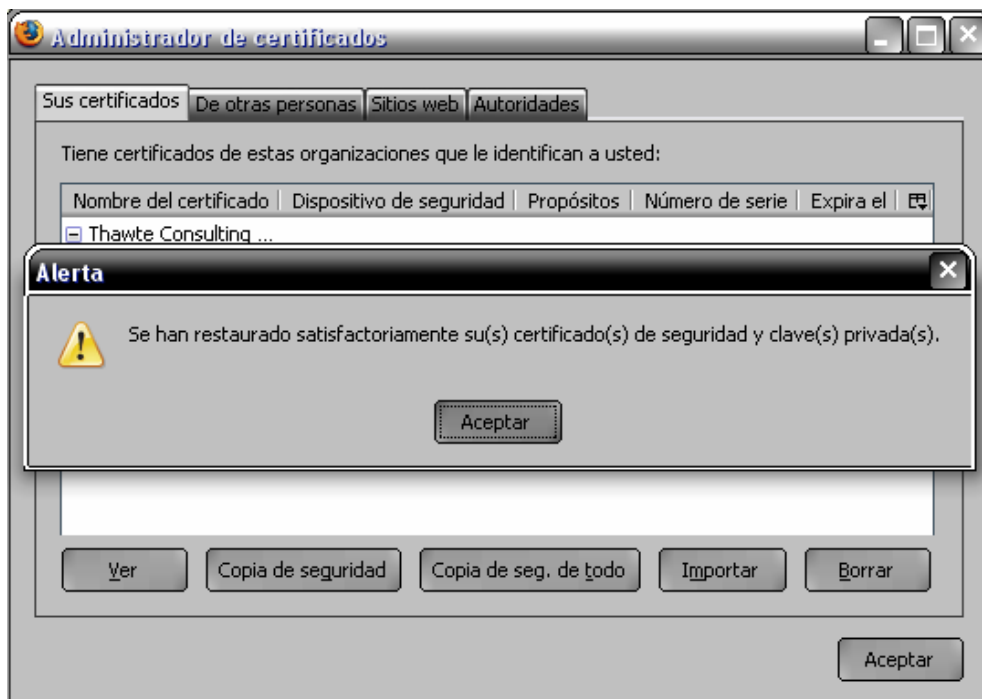 Administrador de certificados
Sus certificados De otras personas Sitios web Autoridades
Tiene certificados de estas organizaciones que le identifican a usted:
Nombre del certificado Dispositivo de seguridad Propósitos Número de serie Expira el
Thawte Consulting ...
Alerta
Se han restaurado satisfactoriamente su(s) certificado(s) de seguridad y clave(s) privada(s).
Aceptar
Ver Copia de seguridad Copia de seg. de todo Importar Borrar
Aceptar